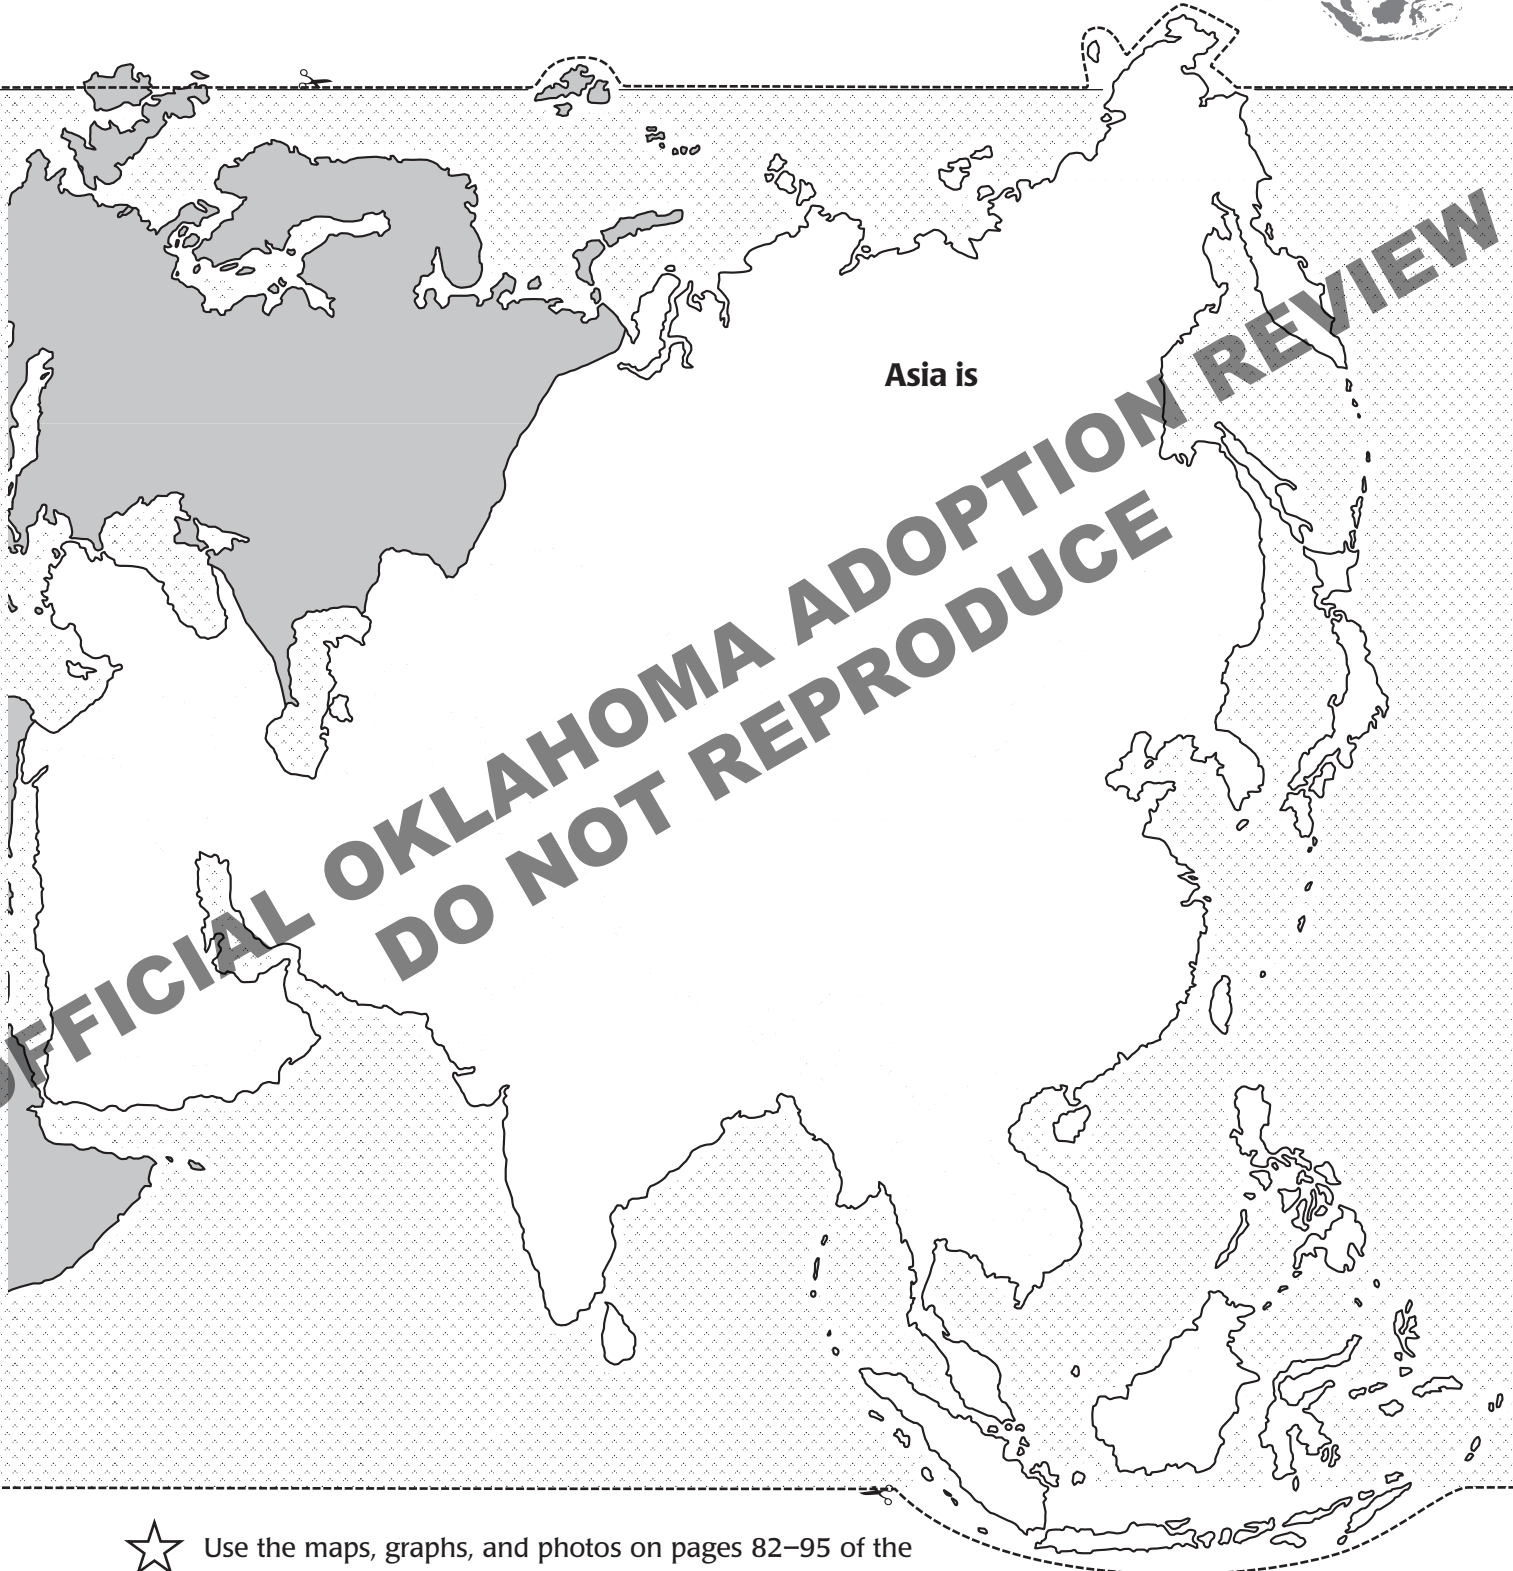 Asia is
OFFICIAL OKLAHOMA ADOPTION REVIEW
DO NOT REPRODUCE
Use the maps, graphs, and photos on pages 82–95 of the